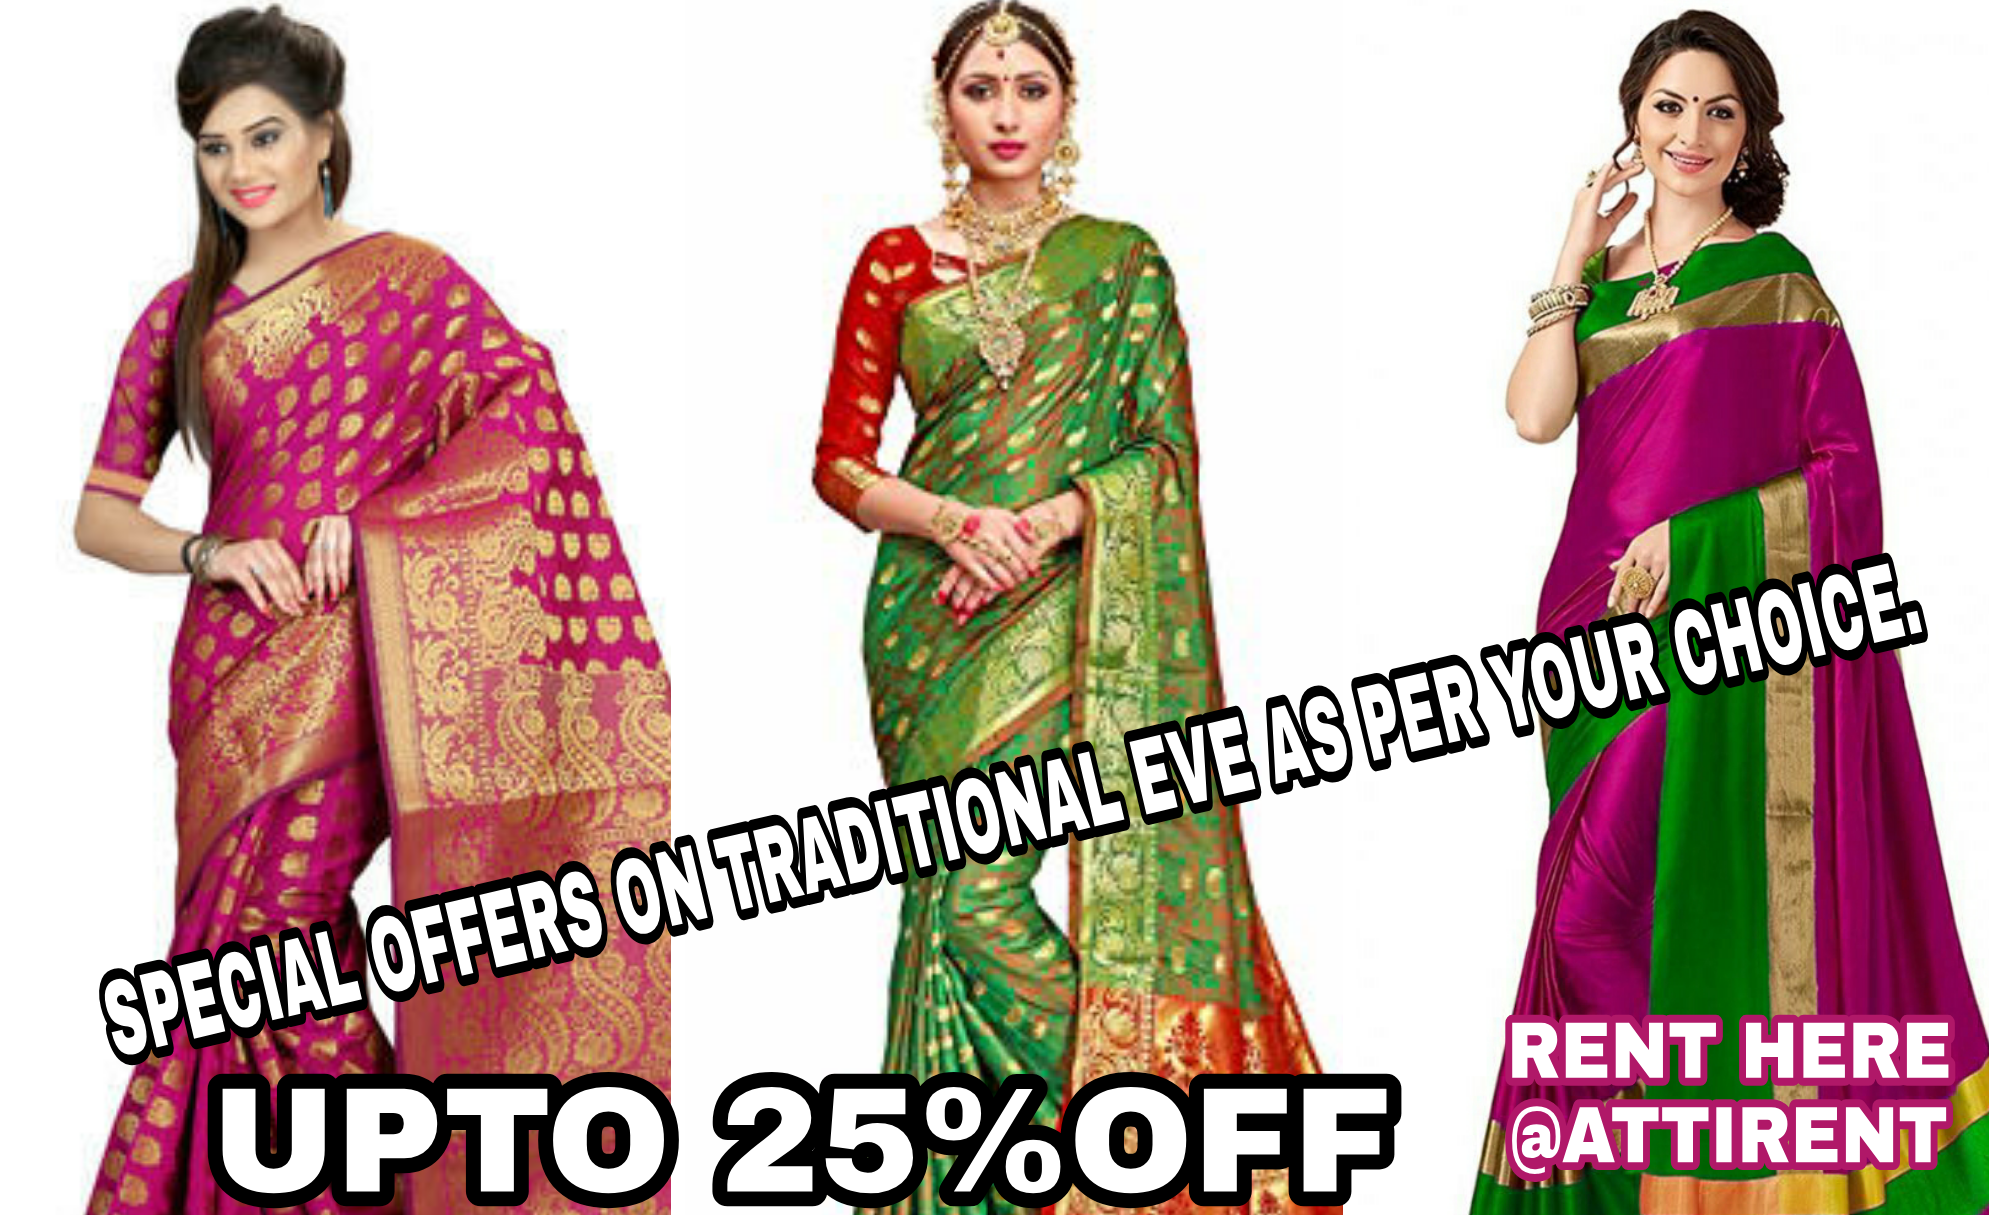 SPECIAL OFFERS ON TRADITIONAL EVE AS PER YOUR CHOICE.
UPTO 25%OFF
RENT HERE
@ATTIRENT